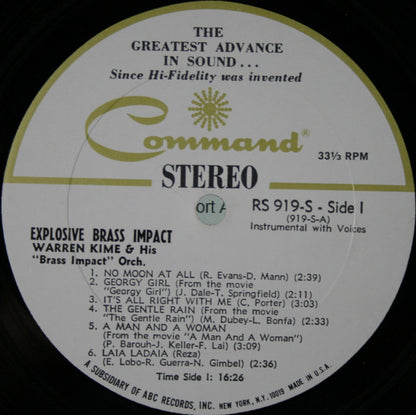 THE
GREATEST ADVANCE
IN SOUND...
Since Hi-Fidelity was invented
Command®
33⅓ RPM
STEREO
ort A
RS 919-S - Side 1
(919-S-A)
Instrumental with Voices
EXPLOSIVE BRASS IMPACT
WARREN KIME & His
"Brass Impact" Orch.
1. NO MOON AT ALL (R. Evans-D. Mann) (2:39)
2. GEORGY GIRL (From the movie
"Georgy Girl") (J. Dale-T. Springfield) (2:11)
3. IT'S ALL RIGHT WITH ME (C. Porter) (3:03)
4. THE GENTLE RAIN (From the movie
"The Gentle Rain") (M. Dubey-L. Bonfa) (2:33)
5. A MAN AND A WOMAN
(From the movie "A Man And A Woman")
(P. Barouh-J. Keller-F. Lai) (3:09)
6. LAIA LADAIA (Reza)
(E. Lobo-R. Guerra-N. Gimbel) (2:36)
Time Side I: 16:26
A SUBSIDIARY OF ABC RECORDS, INC. NEW YORK, N.Y. 10019 MADE IN U.S.A.